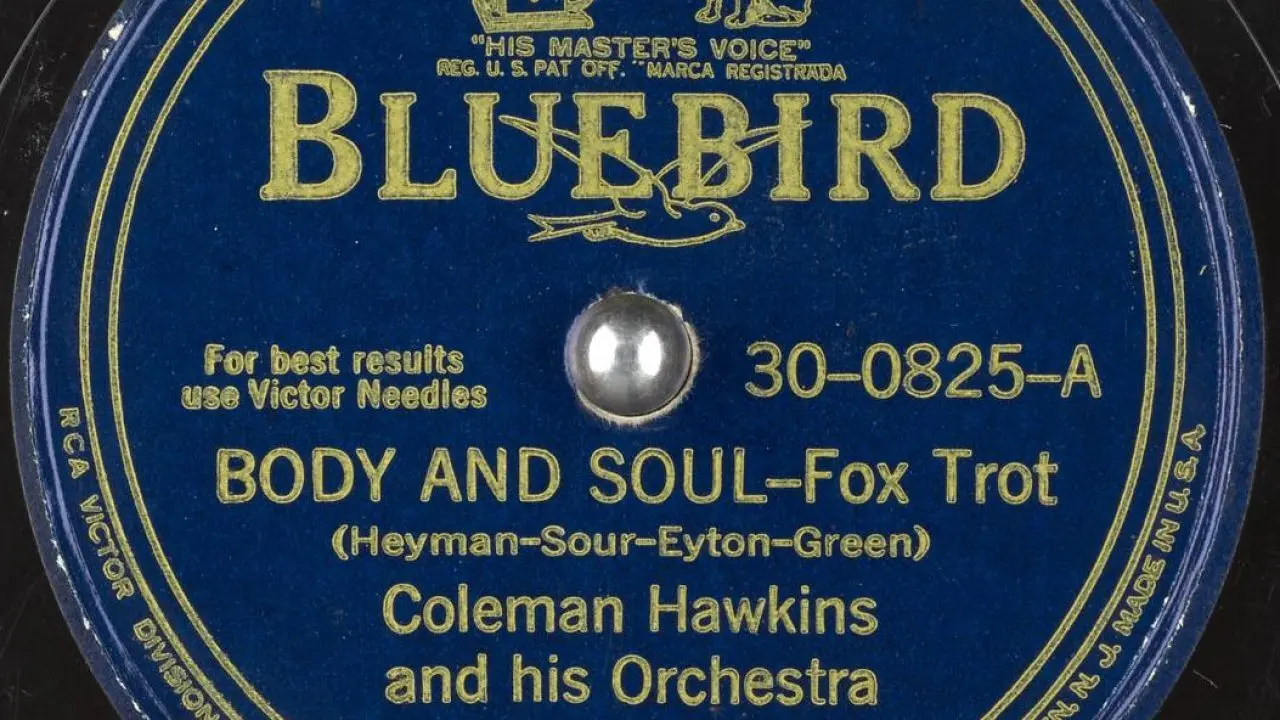 "HIS MASTER'S VOICE"
REG. U. S. PAT OFF. "MARCA REGISTRADA
BLUEBIRD
For best results
use Victor Needles
30-0825-A
BODY AND SOUL-Fox Trot
(Heyman-Sour-Eyton-Green)
Coleman Hawkins
and his Orchestra
RCA VICTOR DIVISION
N. J. MADE IN U. S. A.